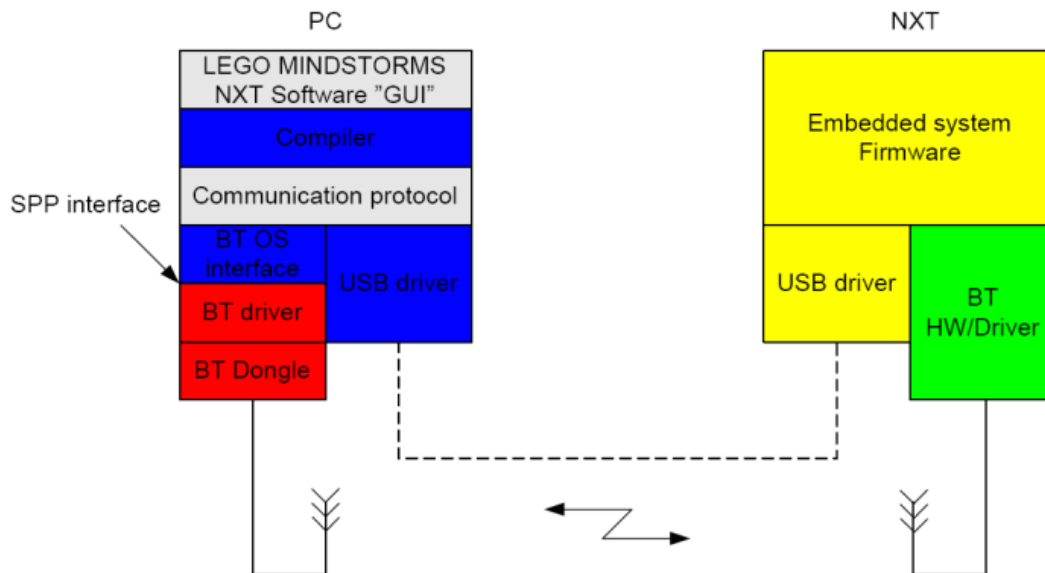 PC
NXT
LEGO MINDSTORMS
NXT Software ”GUI”
Compiler
Communication protocol
SPP interface
BT OS
interface
USB driver
BT driver
BT Dongle
Embedded system
Firmware
USB driver
BT
HW/Driver